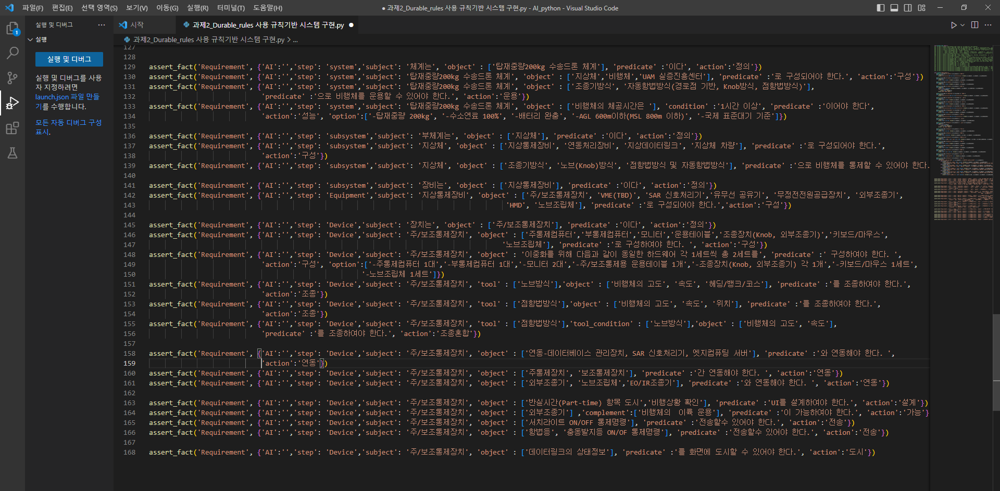 파일(F) 편집(E) 선택 영역(S) 보기(V) 이동(G) 실행(R) 터미널(T) 도움말(H)
● 과제2_Durable_rules 사용 규칙기반 시스템 구현.py - AI_python - Visual Studio Code
실행 및 디버그 ···
시작
과제2_Durable_rules 사용 규칙기반 시스템 구현.py ●
1
실행
과제2_Durable_rules 사용 규칙기반 시스템 구현.py > ...
실행 및 디버그
실행 및 디버그를 사용
자 지정하려면
launch.json 파일 만들
기를 수행합니다.
모든 자동 디버그 구성
표시.
127
128
129 assert_fact('Requirement', {'AI':'','step': 'system','subject': '체계는', 'object' : ['탑재중량200kg 수송드론 체계'], 'predicate' :'이다', 'action':'정의'})
130 assert_fact('Requirement', {'AI':'','step': 'system','subject': '탑재중량200kg 수송드론 체계', 'object' : ['지상체','비행체','UAM 실증진흥센터'], 'predicate' :'로 구성되어야 한다.', 'action':'구성'})
131 assert_fact('Requirement', {'AI':'','step': 'system','subject': '탑재중량200kg 수송드론 체계', 'object' : ['조종기방식', '자동항법방식(경로점 기반, Knob방식, 점항법방식)'],
132 'predicate' :'으로 비행체를 운용할 수 있어야 한다.', 'action':'운용'})
133 assert_fact('Requirement', {'AI':'','step': 'system','subject': '탑재중량200kg 수송드론 체계', 'object' : ['비행체의 체공시간은 '], 'condition' :'1시간 이상', 'predicate' :'이어야 한다',
134 'action':'성능', 'option':['-탑재중량 200kg', '-수소연료 100%', '-배터리 완충', '-AGL 600m이하(MSL 800m 이하)', '-국제 표준대기 기준']})
135
136 assert_fact('Requirement', {'AI':'','step': 'subsystem','subject': '부체계는', 'object' : ['지상체'], 'predicate' :'이다', 'action':'정의'})
137 assert_fact('Requirement', {'AI':'','step': 'subsystem','subject': '지상체', 'object' : ['지상통제장비', '연동처리장비', '지상데이터링크', '지상체 차량'], 'predicate' :'로 구성되어야 한다.',
138 'action':'구성'})
139 assert_fact('Requirement', {'AI':'','step': 'subsystem','subject': '지상체', 'object' : ['조종기방식', '노브(Knob)방식', '점항법방식 및 자동항법방식'], 'predicate' :'으로 비행체를 통제할 수 있어야 한다.
140
141 assert_fact('Requirement', {'AI':'','step': 'subsystem','subject': '장비는', 'object' : ['지상통제장비'], 'predicate' :'이다', 'action':'정의'})
142 assert_fact('Requirement', {'AI':'','step': 'Equipment','subject': '지상통제장비', 'object' : ['주/보조통제장치', 'VME(TBD)', 'SAR 신호처리기','유무선 공유기', '무정전전원공급장치', '외부조종기',
143 'HMD', '노브조립체'], 'predicate' :'로 구성되어야 한다.','action':'구성'})
144
145 assert_fact('Requirement', {'AI':'','step': 'Device','subject': '장치는', 'object' : ['주/보조통제장치'], 'predicate' :'이다', 'action':'정의'})
146 assert_fact('Requirement', {'AI':'','step': 'Device','subject': '주/보조통제장치', 'object' : ['주통제컴퓨터','부통제컴퓨터','모니터','운용테이블','조종장치(Knob, 외부조종기)','키보드/마우스',
147 '노브조립체'], 'predicate' :'로 구성하여야 한다. ', 'action':'구성'})
148 assert_fact('Requirement', {'AI':'','step': 'Device','subject': '주/보조통제장치', 'object' : '이중화를 위해 다음과 같이 동일한 하드웨어 각 1세트씩 총 2세트를', 'predicate' :' 구성하여야 한다. ',
149 'action':'구성', 'option':['-주통제컴퓨터 1대','-부통제컴퓨터 1대','-모니터 2대','-주/보조통제용 운용테이블 1개','-조종장치(Knob, 외부조종기) 각 1개','-키보드/마우스 1세트',
150 '-노브조립체 1세트']})
151 assert_fact('Requirement', {'AI':'','step': 'Device','subject': '주/보조통제장치', 'tool' : ['노브방식'],'object' : ['비행체의 고도', '속도', '헤딩/뱅크/코스'], 'predicate' :'를 조종하여야 한다.',
152 'action':'조종'})
153 assert_fact('Requirement', {'AI':'','step': 'Device','subject': '주/보조통제장치', 'tool' : ['점항법방식'],'object' : ['비행체의 고도', '속도', '위치'], 'predicate' :'를 조종하여야 한다.',
154 'action':'조종'})
155 assert_fact('Requirement', {'AI':'','step': 'Device','subject': '주/보조통제장치', 'tool' : ['점항법방식'],'tool_condition' : ['노브방식'],'object' : ['비행체의 고도', '속도'],
156 'predicate' :'를 조종하여야 한다.', 'action':'조종혼합'})
157
158 assert_fact('Requirement', {'AI':'','step': 'Device','subject': '주/보조통제장치', 'object' : ['연동-데이터베이스 관리장치, SAR 신호처리기, 엣지컴퓨팅 서버'], 'predicate' :'와 연동해야 한다. ',
159 'action':'연동'})
160 assert_fact('Requirement', {'AI':'','step': 'Device','subject': '주/보조통제장치', 'object' : ['주통제장치', '보조통제장치'], 'predicate' :'간 연동해야 한다. ', 'action':'연동'})
161 assert_fact('Requirement', {'AI':'','step': 'Device','subject': '주/보조통제장치', 'object' : ['외부조종기', '노브조립체','EO/IR조종기'], 'predicate' :'와 연동해야 한다. ', 'action':'연동'})
162
163 assert_fact('Requirement', {'AI':'','step': 'Device','subject': '주/보조통제장치', 'object' : ['반실시간(Part-time) 항목 도시','비행상황 확인'], 'predicate' :'UI를 설계하여야 한다.', 'action':'설계'})
164 assert_fact('Requirement', {'AI':'','step': 'Device','subject': '주/보조통제장치', 'object' : ['외부조종기'] ,'complement':['비행체의  이륙 운용'], 'predicate' :'이 가능하여야 한다.', 'action':'가능'}
165 assert_fact('Requirement', {'AI':'','step': 'Device','subject': '주/보조통제장치', 'object' : ['서치라이트 ON/OFF 통제명령'], 'predicate' :'전송할수 있어야 한다.', 'action':'전송'})
166 assert_fact('Requirement', {'AI':'','step': 'Device','subject': '주/보조통제장치', 'object' : ['항법등', '충동방지등 ON/OF 통제명령'], 'predicate' :'전송할수 있어야 한다.', 'action':'전송'})
167
168 assert_fact('Requirement', {'AI':'','step': 'Device','subject': '주/보조통제장치', 'object' : ['데이터링크의 상태정보'], 'predicate' :'를 화면에 도시할 수 있어야 한다.', 'action':'도시'})